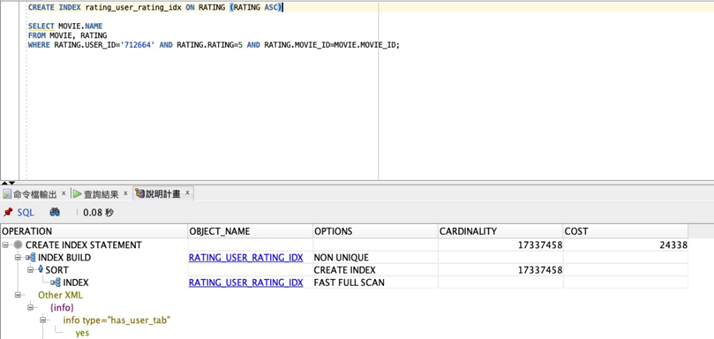 CREATE INDEX rating_user_rating_idx ON RATING (RATING ASC)
SELECT MOVIE.NAME
FROM MOVIE, RATING
WHERE RATING.USER_ID='712664' AND RATING.RATING=5 AND RATING.MOVIE_ID=MOVIE.MOVIE_ID;
命令檔輸出 × 查詢結果 × 說明計畫 ×
SQL 0.08 秒
OPERATION OBJECT_NAME OPTIONS CARDINALITY COST
CREATE INDEX STATEMENT 17337458 24338
INDEX BUILD RATING_USER_RATING_IDX NON UNIQUE
SORT CREATE INDEX 17337458
INDEX RATING_USER_RATING_IDX FAST FULL SCAN
Other XML
{info}
info type="has_user_tab"
yes